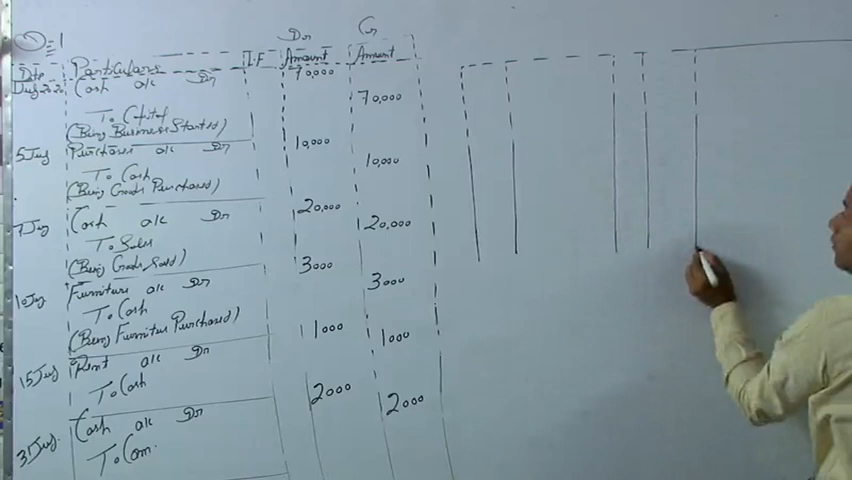 Q=1
Dr Cr
Date Particulars L.F Amount Amount
July 2020 Cash a/c Dr 70,000
To Capital 70,000
(Being Business Started)
5 July Purchases a/c Dr 10,000
To Cash 10,000
(Being Goods Purchased)
7 July Cash a/c Dr 20,000
To Sales 20,000
(Being Goods Sold)
10 July Furniture a/c Dr 3000
To Cash 3000
(Being Furniture Purchased)
15 July Rent a/c Dr 1000
To Cash 1000
31 July. Cash a/c Dr 2000
To Com. 2000